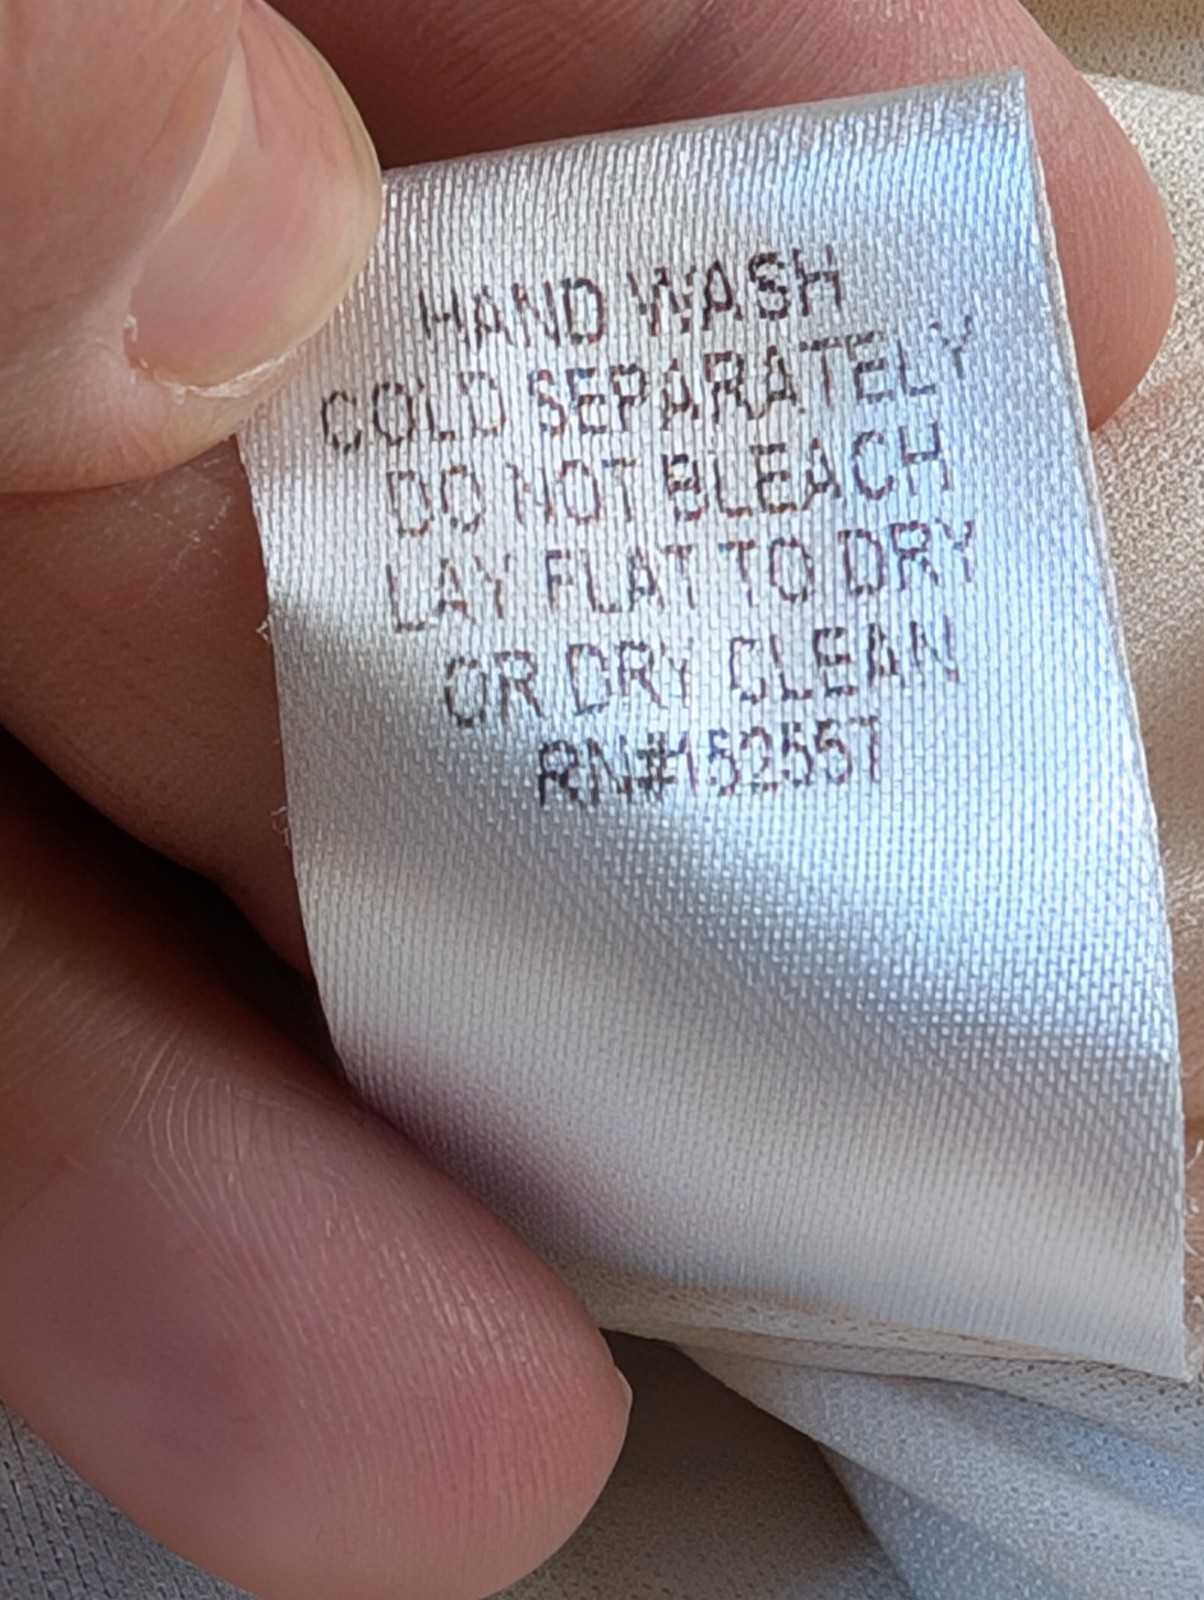 HAND WASH
COLD SEPARATELY
DO NOT BLEACH
LAY FLAT TO DRY
OR DRY CLEAN
RN#152557